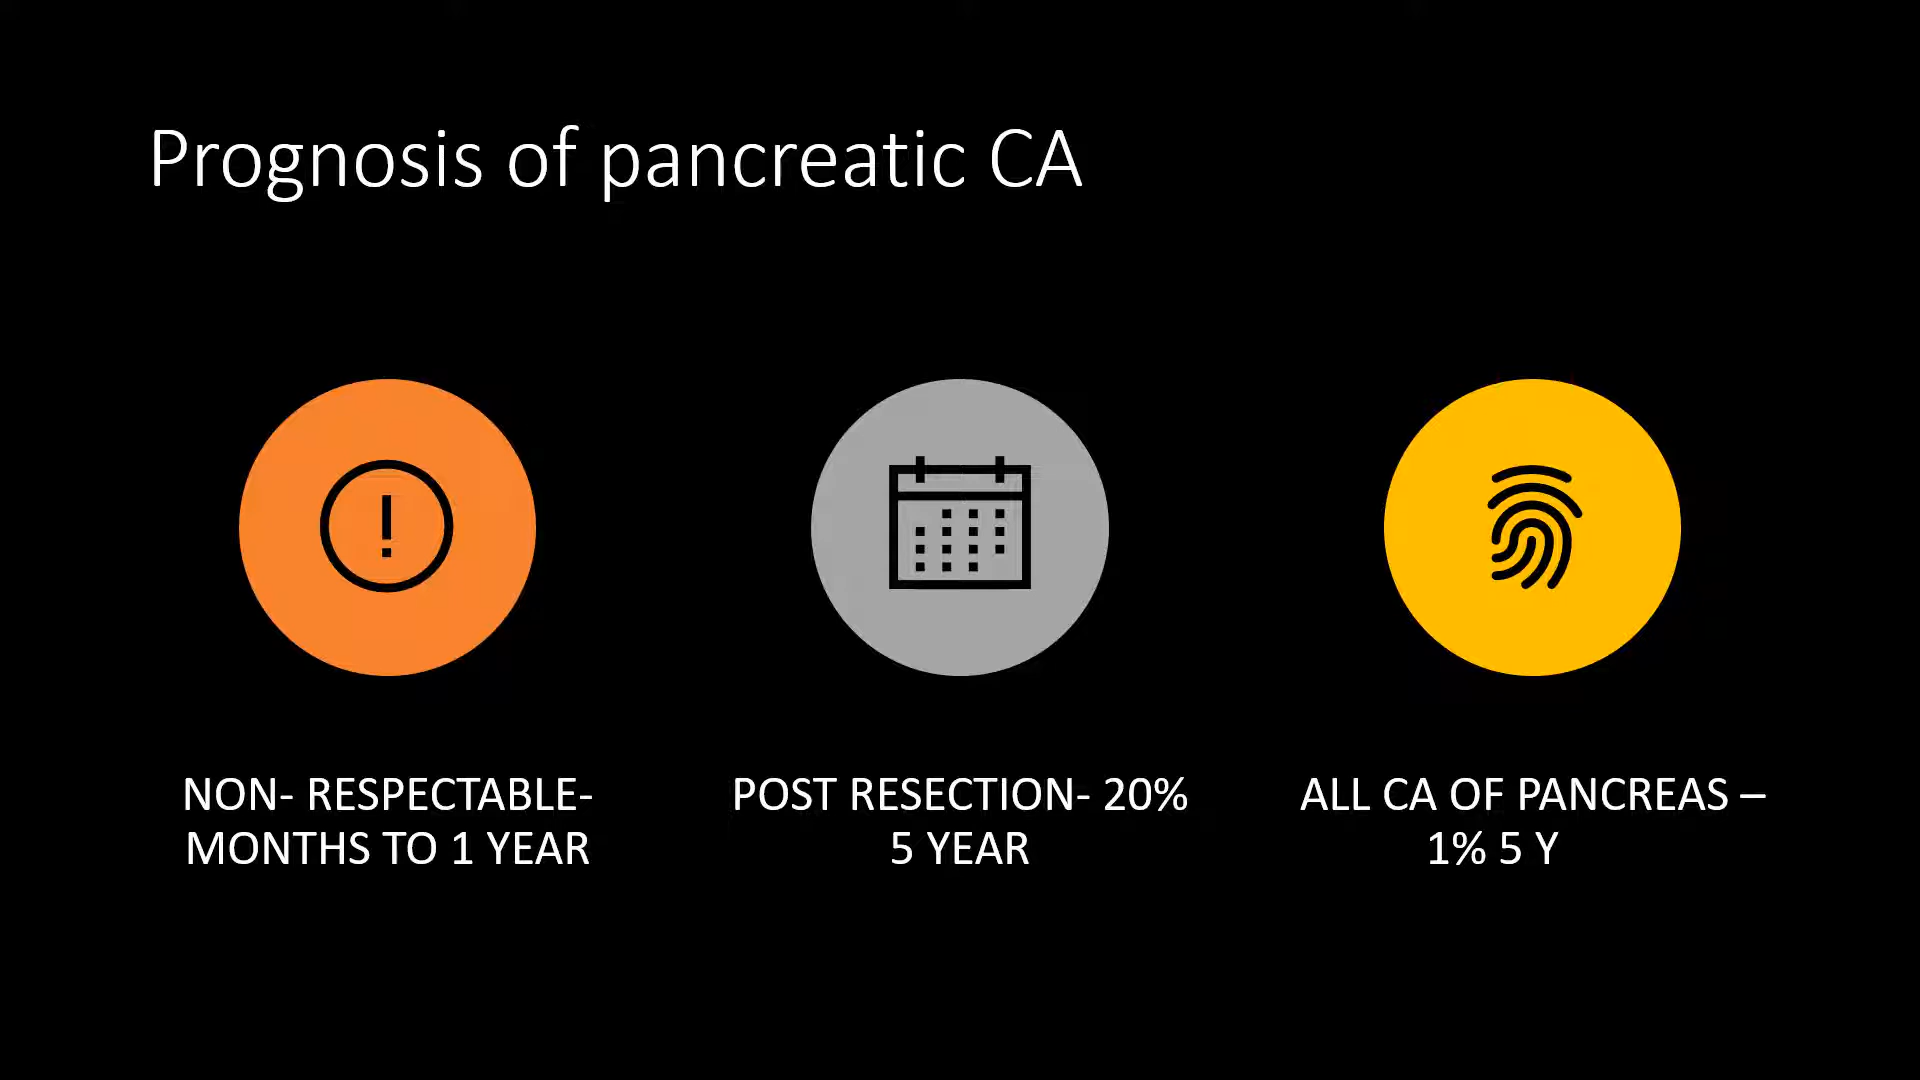 Prognosis of pancreatic CA
NON- RESPECTABLE-
MONTHS TO 1 YEAR
POST RESECTION- 20%
5 YEAR
ALL CA OF PANCREAS –
1% 5 Y